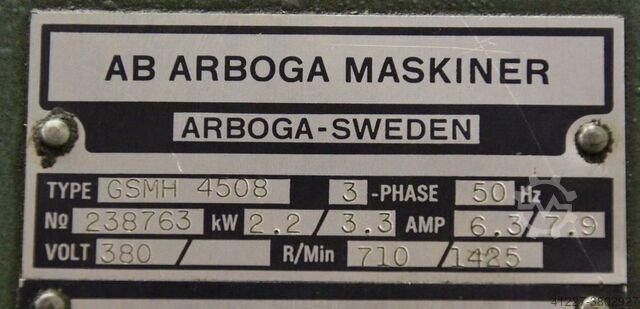 AB ARBOGA MASKINER
ARBOGA-SWEDEN
TYPE GSMH 4508 3-PHASE 50 Hz
No 238763 kW 2.2/3.3 AMP 6.3/7.9
VOLT 380/ R/Min 710/1425
41227-3802927